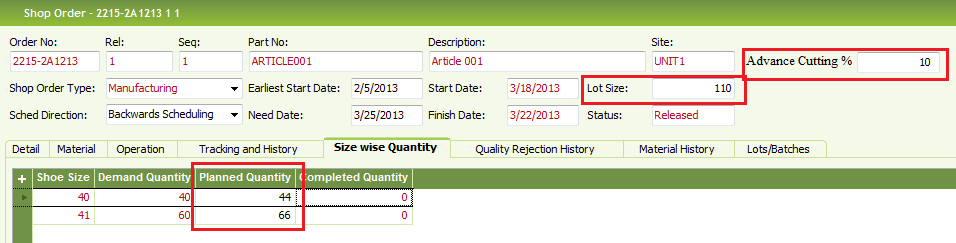 Shop Order - 2215-2A1213 1 1
Order No: Rel: Seq: Part No: Description: Site:
2215-2A1213 1 1 ARTICLE001 Article 001 UNIT1 Advance Cutting % 10
Shop Order Type: Manufacturing Earliest Start Date: 2/5/2013 Start Date: 3/18/2013 Lot Size: 110
Sched Direction: Backwards Scheduling Need Date: 3/25/2013 Finish Date: 3/22/2013 Status: Released
Detail Material Operation Tracking and History Size wise Quantity Quality Rejection History Material History Lots/Batches
+ Shoe Size Demand Quantity Planned Quantity Completed Quantity
40 40 44 0
41 60 66 0